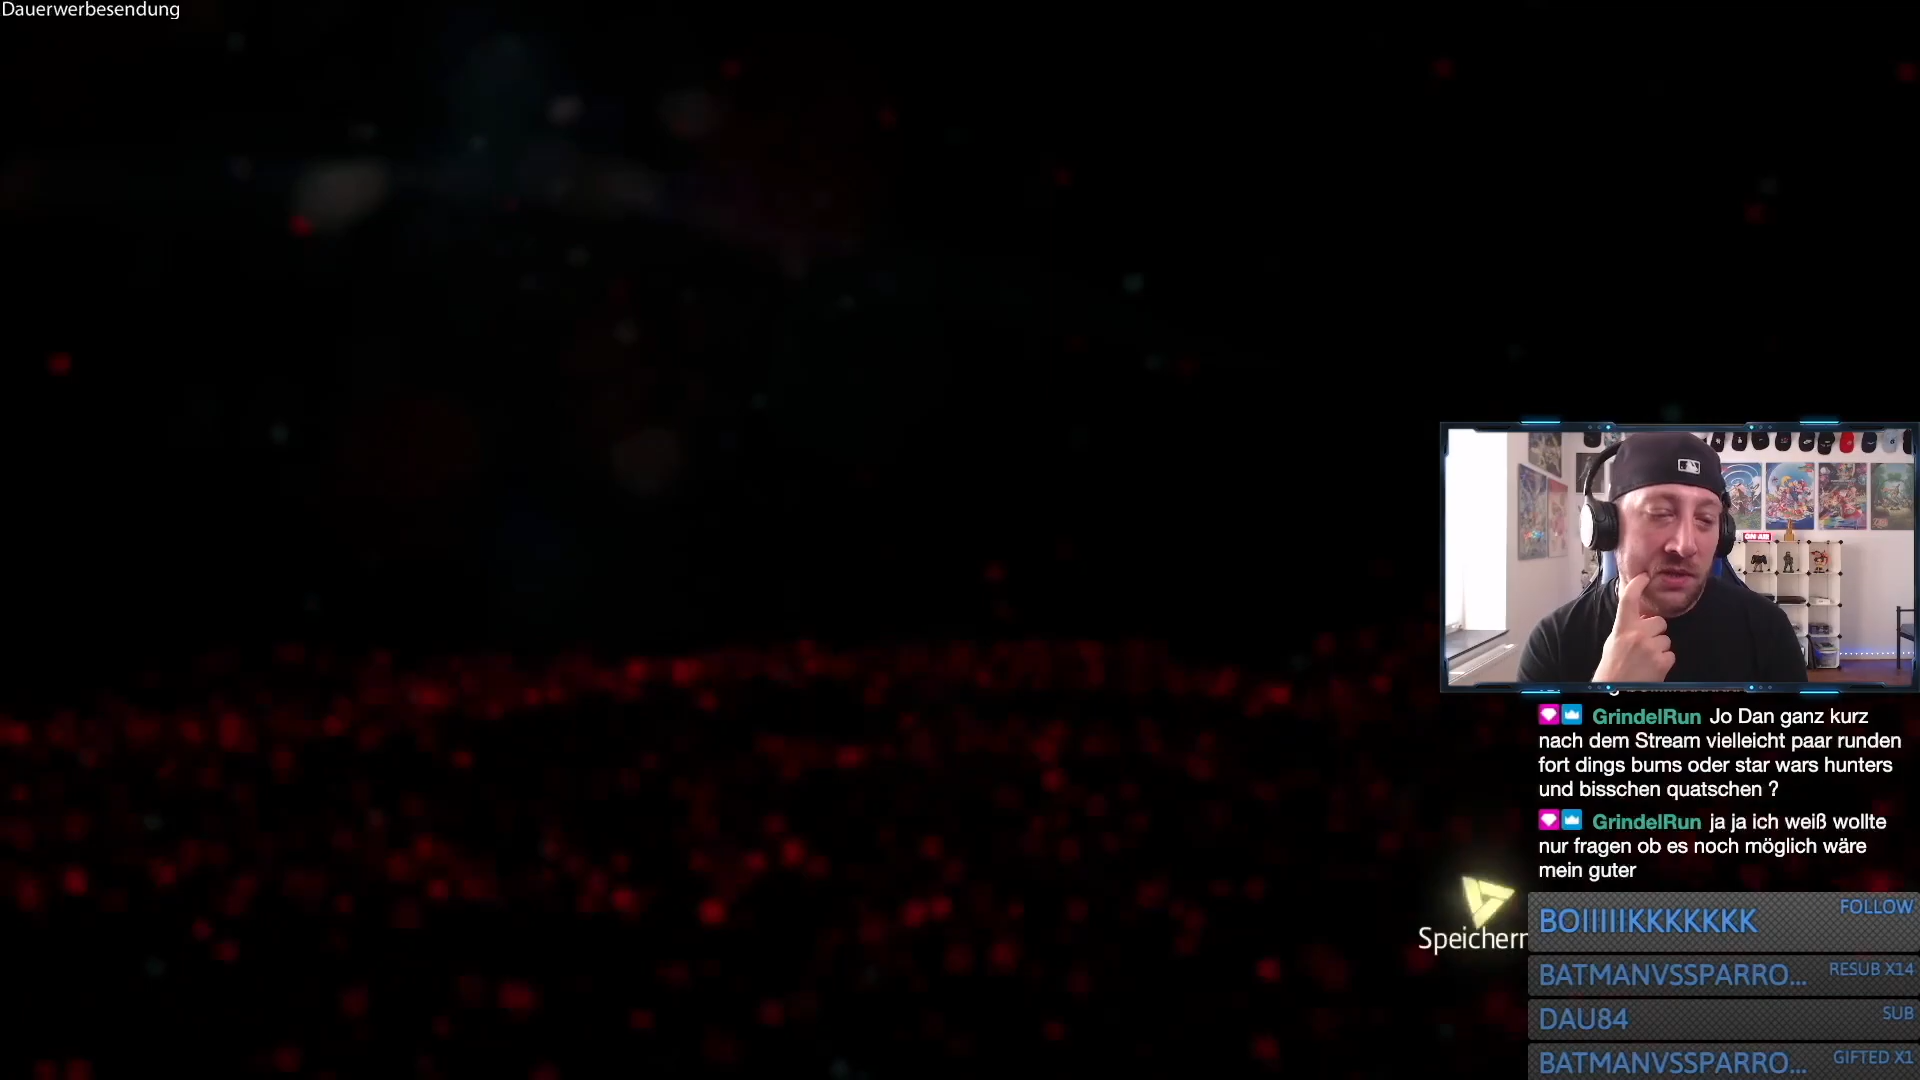 Dauerwerbesendung
ON AIR
GrindelRun Jo Dan ganz kurz
nach dem Stream vielleicht paar runden
fort dings bums oder star wars hunters
und bisschen quatschen ?
GrindelRun ja ja ich weiß wollte
nur fragen ob es noch möglich wäre
mein guter
Speichern
BOIIIIIKKKKKKK FOLLOW
BATMANVSSPARRO... RESUB X14
DAU84 SUB
BATMANVSSPARRO... GIFTED X1